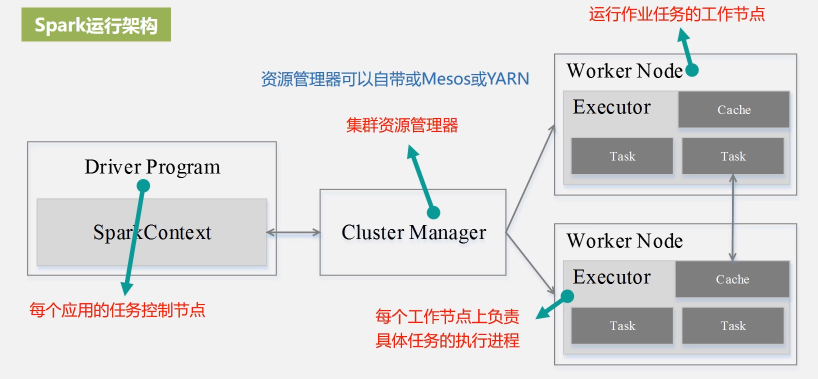 Spark运行架构
运行作业任务的工作节点
资源管理器可以自带或Mesos或YARN
集群资源管理器
Driver Program
SparkContext
每个应用的任务控制节点
Cluster Manager
Worker Node
Executor
Cache
Task
Task
Worker Node
Executor
Cache
Task
Task
每个工作节点上负责
具体任务的执行进程